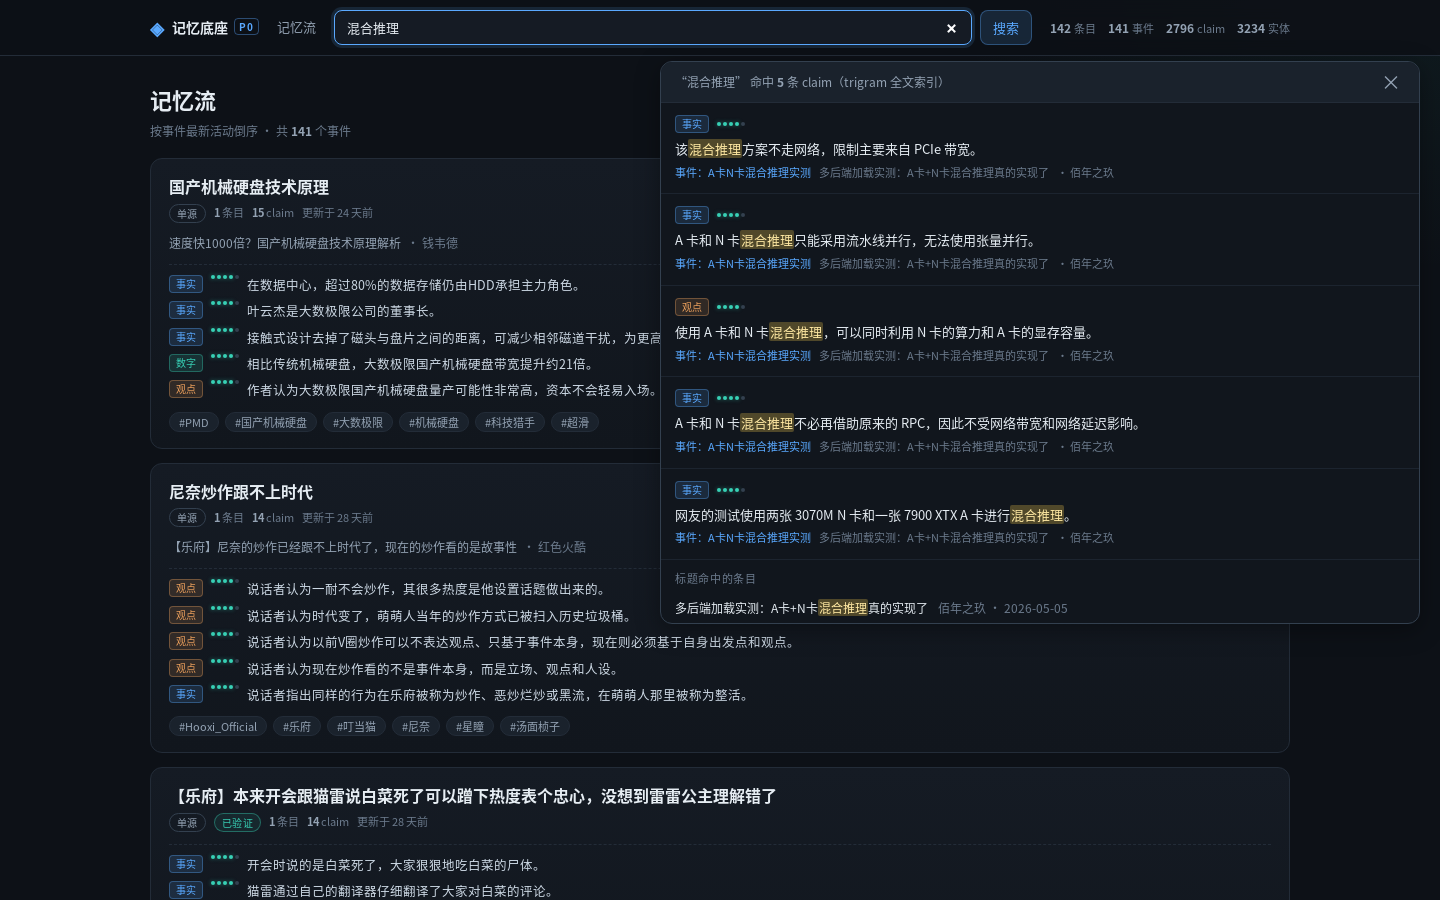 ◈ 记忆底座 P0 记忆流 混合推理 × 搜索 142 条目 141 事件 2796 claim 3234 实体
“混合推理” 命中 5 条 claim（trigram 全文索引）
事实
该混合推理方案不走网络，限制主要来自 PCIe 带宽。
事件：A卡N卡混合推理实测 多后端加载实测：A卡+N卡混合推理真的实现了 · 佰年之玖
事实
A 卡和 N 卡混合推理只能采用流水线并行，无法使用张量并行。
事件：A卡N卡混合推理实测 多后端加载实测：A卡+N卡混合推理真的实现了 · 佰年之玖
观点
使用 A 卡和 N 卡混合推理，可以同时利用 N 卡的算力和 A 卡的显存容量。
事件：A卡N卡混合推理实测 多后端加载实测：A卡+N卡混合推理真的实现了 · 佰年之玖
事实
A 卡和 N 卡混合推理不必再借助原来的 RPC，因此不受网络带宽和网络延迟影响。
事件：A卡N卡混合推理实测 多后端加载实测：A卡+N卡混合推理真的实现了 · 佰年之玖
事实
网友的测试使用两张 3070M N 卡和一张 7900 XTX A 卡进行混合推理。
事件：A卡N卡混合推理实测 多后端加载实测：A卡+N卡混合推理真的实现了 · 佰年之玖
标题命中的条目
多后端加载实测：A卡+N卡混合推理真的实现了 佰年之玖 · 2026-05-05
记忆流
按事件最新活动倒序 · 共 141 个事件
国产机械硬盘技术原理
单源 1 条目 15 claim 更新于 24 天前
速度快1000倍？国产机械硬盘技术原理解析 · 钱韦德
事实 在数据中心，超过80%的数据存储仍由HDD承担主力角色。
事实 叶云杰是大数极限公司的董事长。
事实 接触式设计去掉了磁头与盘片之间的距离，可减少相邻磁道干扰，为更高
数字 相比传统机械硬盘，大数极限国产机械硬盘带宽提升约21倍。
观点 作者认为大数极限国产机械硬盘量产可能性非常高，资本不会轻易入场。
#PMD #国产机械硬盘 #大数极限 #机械硬盘 #科技猎手 #超滑
尼奈炒作跟不上时代
单源 1 条目 14 claim 更新于 28 天前
【乐府】尼奈的炒作已经跟不上时代了，现在的炒作看的是故事性 · 红色火酷
观点 说话者认为一耐不会炒作，其很多热度是他设置话题做出来的。
观点 说话者认为时代变了，萌萌人当年的炒作方式已被扫入历史垃圾桶。
观点 说话者认为以前V圈炒作可以不表达观点、只基于事件本身，现在则必须基于自身出发点和观点。
观点 说话者认为现在炒作看的不是事件本身，而是立场、观点和人设。
事实 说话者指出同样的行为在乐府被称为炒作、恶炒烂炒或黑流，在萌萌人那里被称为整活。
#Hooxi_Official #乐府 #叮当猫 #尼奈 #星瞳 #汤面桢子
【乐府】本来开会跟猫雷说白菜死了可以蹭下热度表个忠心，没想到雷雷公主理解错了
单源 已验证 1 条目 14 claim 更新于 28 天前
事实 开会时说的是白菜死了，大家狠狠地吃白菜的尸体。
事实 猫雷通过自己的翻译器仔细翻译了大家对白菜的评论。